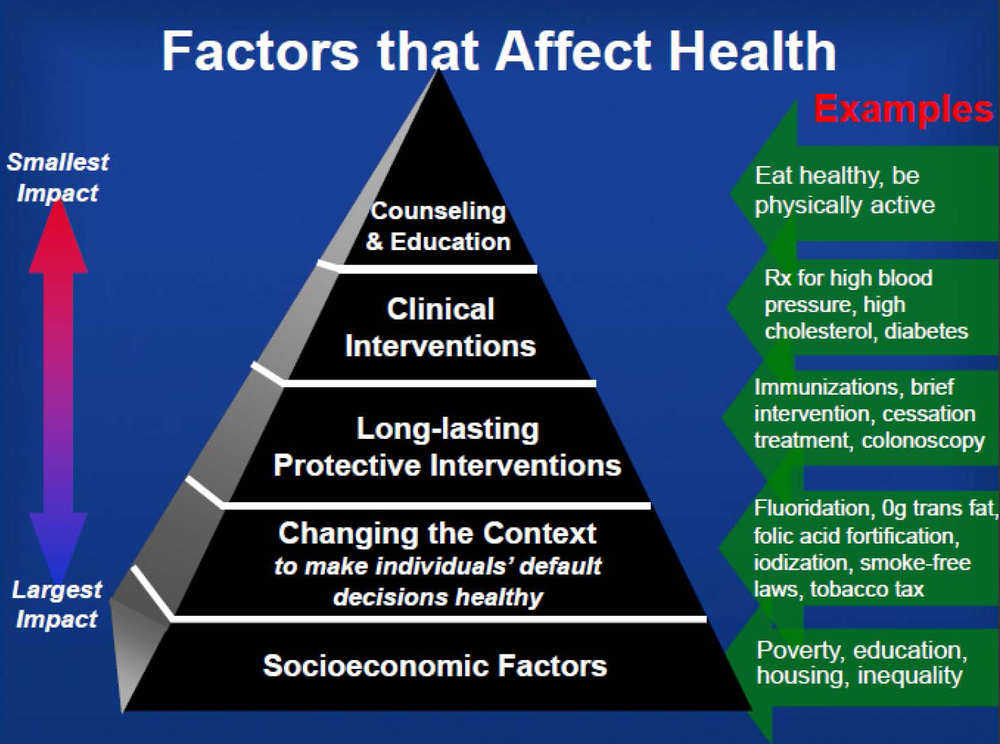 Factors that Affect Health
Examples
Smallest
Impact
Largest
Impact
Counseling
& Education
Clinical
Interventions
Long-lasting
Protective Interventions
Changing the Context
to make individuals' default
decisions healthy
Socioeconomic Factors
Eat healthy, be
physically active
Rx for high blood
pressure, high
cholesterol, diabetes
Immunizations, brief
intervention, cessation
treatment, colonoscopy
Fluoridation, 0g trans fat,
folic acid fortification,
iodization, smoke-free
laws, tobacco tax
Poverty, education,
housing, inequality